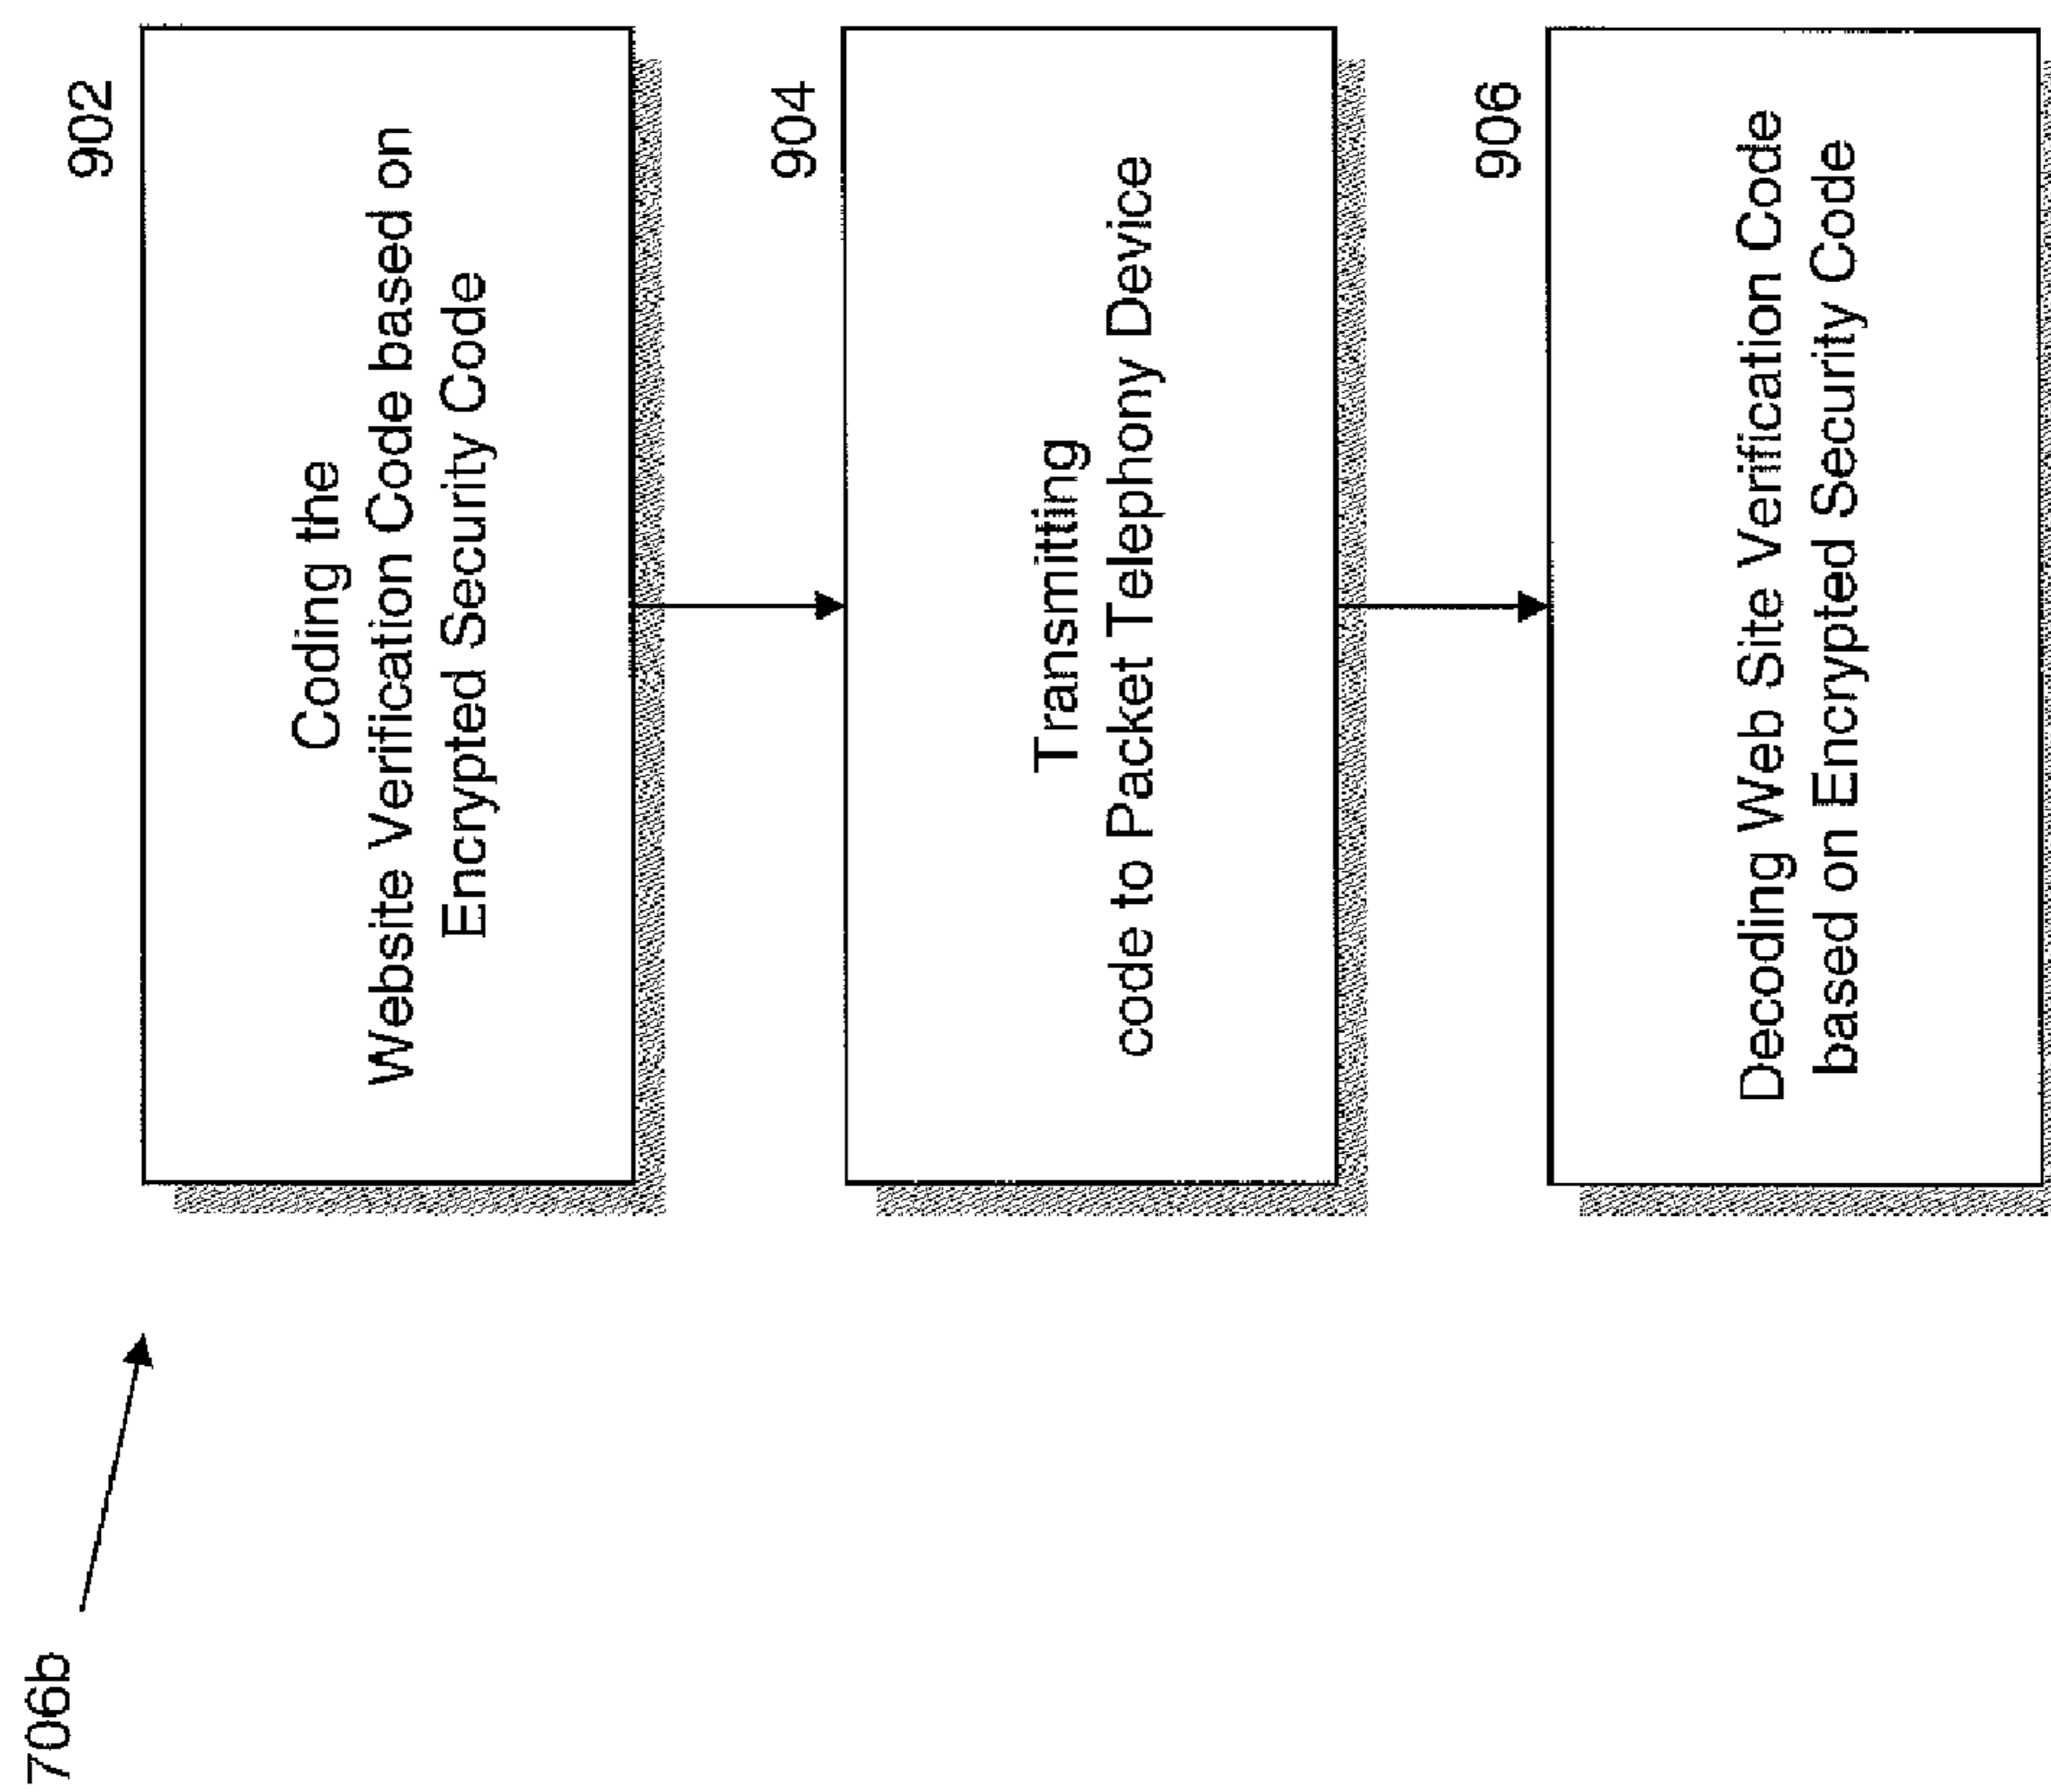 706b
902
Coding the
Website Verification Code based on
Encrypted Security Code
904
Transmitting
code to Packet Telephony Device
906
Decoding Web Site Verification Code
based on Encrypted Security Code